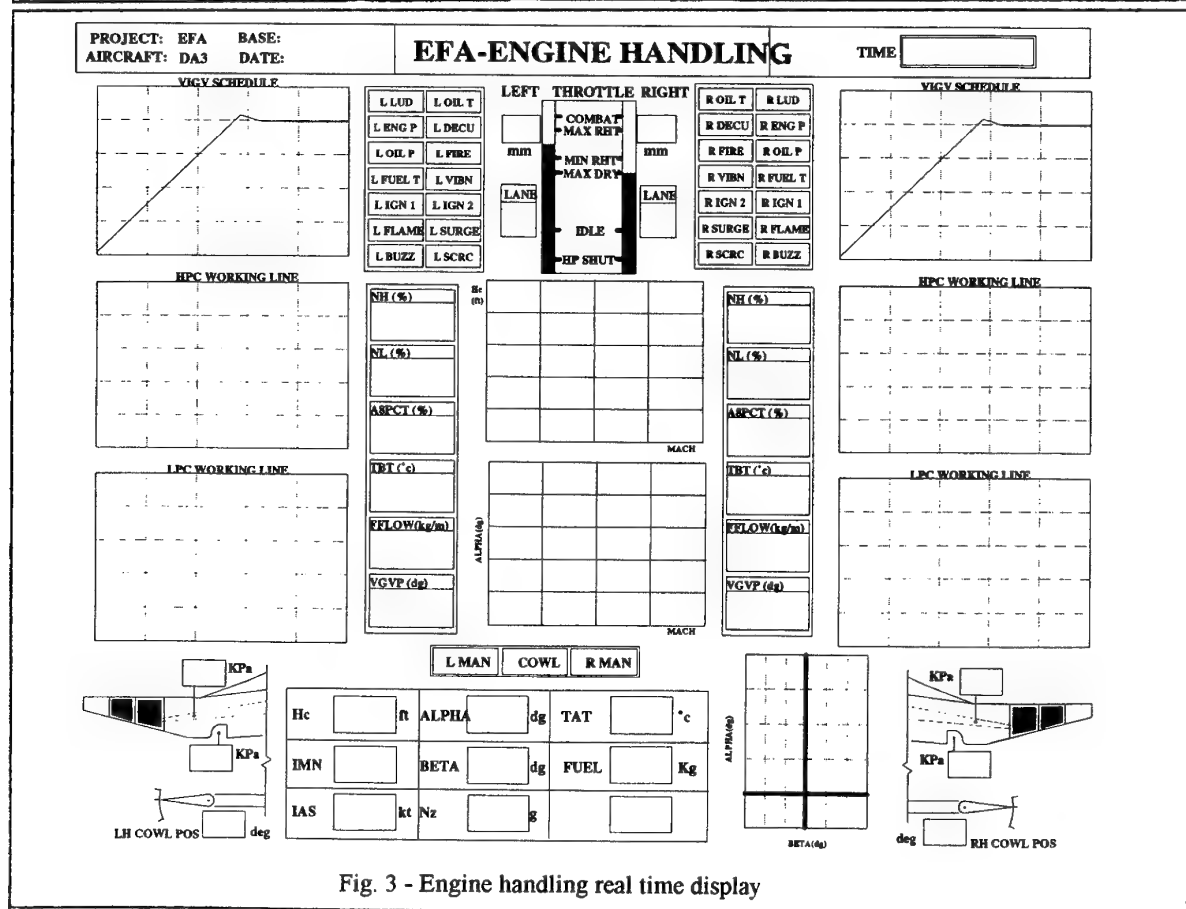 PROJECT: EFA BASE:
AIRCRAFT: DA3 DATE:
EFA-ENGINE HANDLING
TIME
VIGV SCHEDULE
L LUD L OIL T
L ENG P L DECU
L OIL P L FIRE
L FUEL T L VIBN
L IGN 1 L IGN 2
L FLAME L SURGE
L BUZZ L SCRC
LEFT THROTTLE RIGHT
COMBAT
MAX RHT
mm mm
MIN RHT
MAX DRY
LANE LANE
IDLE
HP SHUT
R OIL T R LUD
R DECU R ENG P
R FIRE R OIL P
R VIBN R FUEL T
R IGN 2 R IGN 1
R SURGE R FLAME
R SCRC R BUZZ
VIGV SCHEDULE
HPC WORKING LINE
NH (%)
NL (%)
A8PCT (%)
TBT (°c)
FFLOW(kg/m)
VGVP (dg)
Hc
(ft)
MACH
ALPHA(dg)
MACH
NH (%)
NL (%)
A8PCT (%)
TBT (°c)
FFLOW(kg/m)
VGVP (dg)
HPC WORKING LINE
LPC WORKING LINE
LPC WORKING LINE
L MAN COWL R MAN
KPa
KPa
LH COWL POS deg
Hc ft ALPHA dg TAT °c
IMN BETA dg FUEL Kg
IAS kt Nz g
ALPHA(dg)
BETA(dg)
KPa
KPa
deg RH COWL POS
Fig. 3 - Engine handling real time display